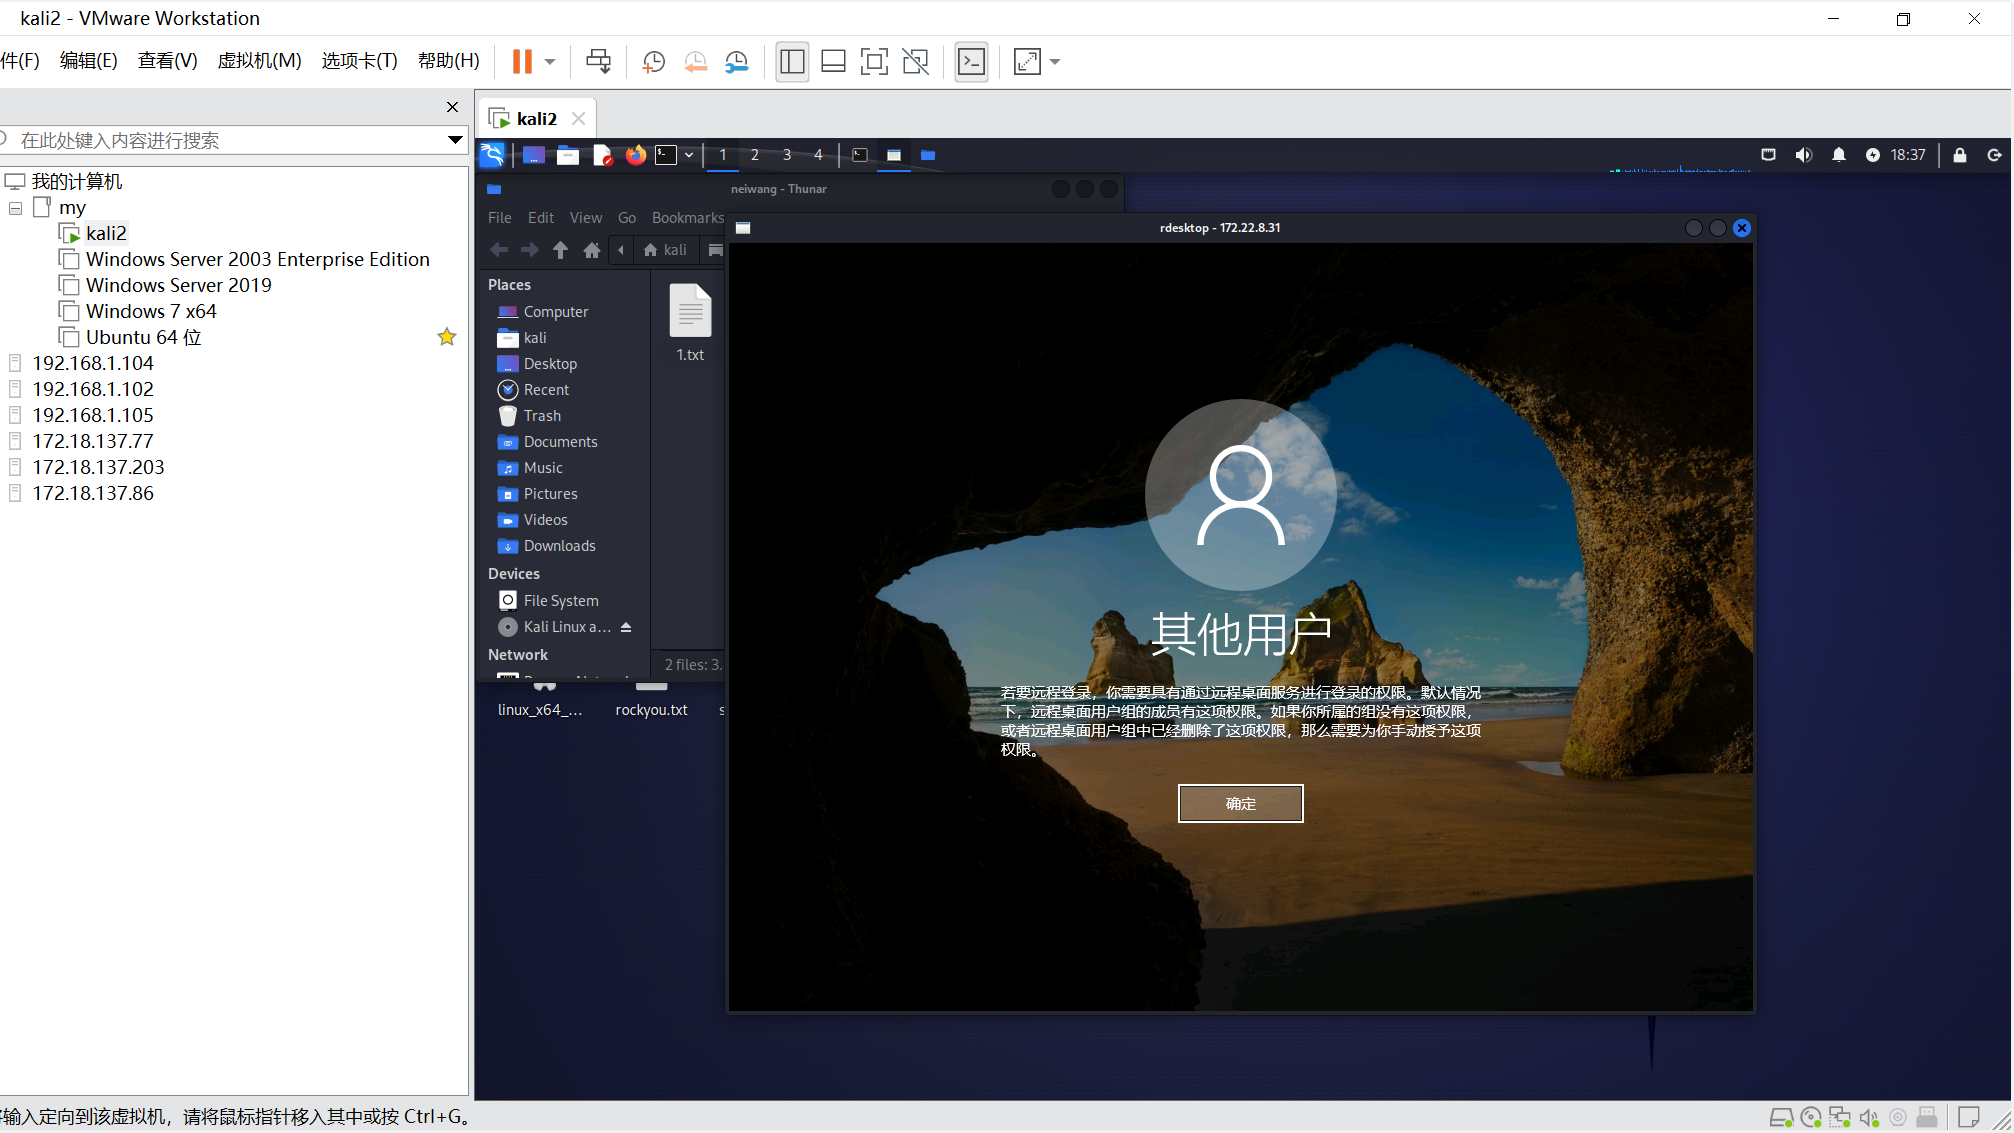 kali2 - VMware Workstation
件(F) 编辑(E) 查看(V) 虚拟机(M) 选项卡(T) 帮助(H)
kali2
在此处键入内容进行搜索
我的计算机
my
kali2
Windows Server 2003 Enterprise Edition
Windows Server 2019
Windows 7 x64
Ubuntu 64 位
192.168.1.104
192.168.1.102
192.168.1.105
172.18.137.77
172.18.137.203
172.18.137.86
1 2 3 4
18:37
neiwang - Thunar
File Edit View Go Bookmarks
kali
Places
Computer
kali
Desktop
Recent
Trash
Documents
Music
Pictures
Videos
Downloads
Devices
File System
Kali Linux a...
Network
1.txt
2 files: 3.
linux_x64_...
rockyou.txt
s
rdesktop - 172.22.8.31
其他用户
若要远程登录，你需要具有通过远程桌面服务进行登录的权限。默认情况
下，远程桌面用户组的成员有这项权限。如果你所属的组没有这项权限，
或者远程桌面用户组中已经删除了这项权限，那么需要为你手动授予这项
权限。
确定
输入定向到该虚拟机，请将鼠标指针移入其中或按 Ctrl+G。